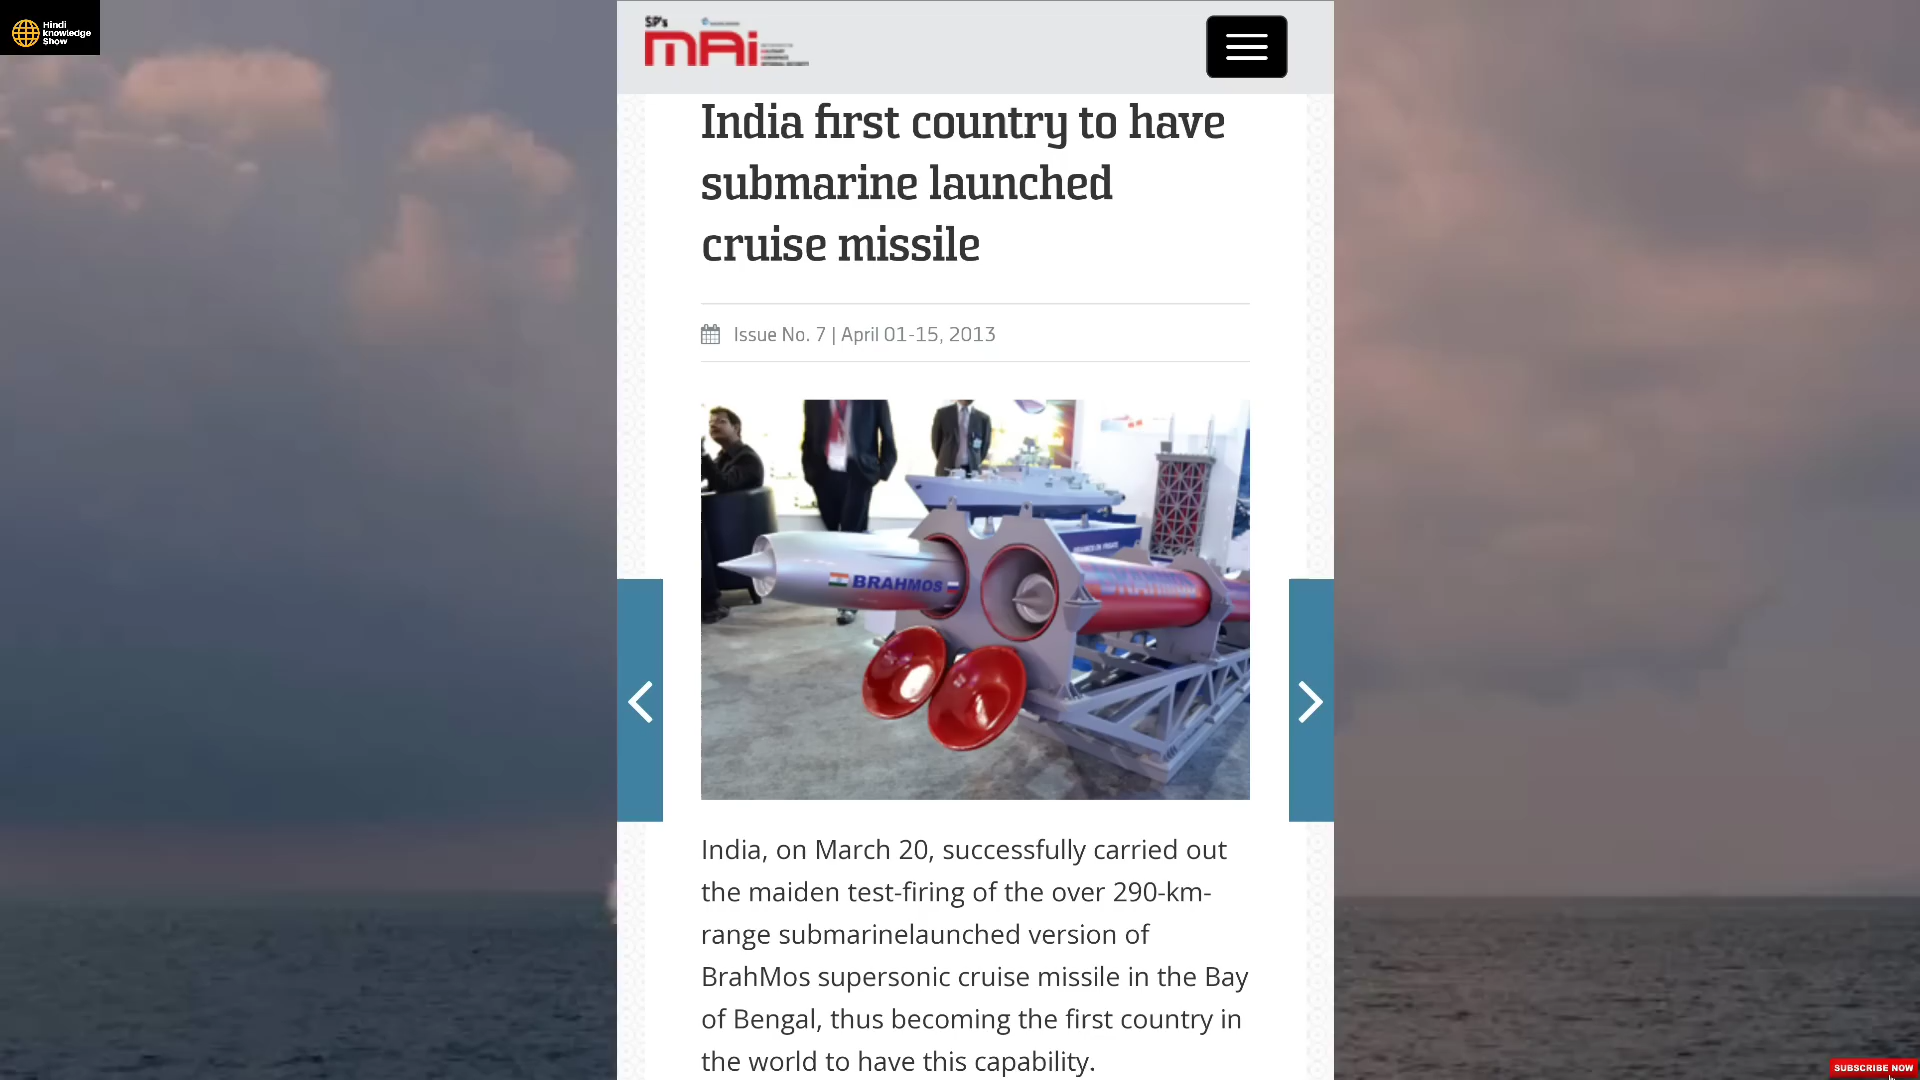 Hindi
knowledge
Show
SP's
MAi
India first country to have
submarine launched
cruise missile
Issue No. 7 | April 01-15, 2013
BRAHMOS
BRAHMOS
India, on March 20, successfully carried out
the maiden test-firing of the over 290-km-
range submarinelaunched version of
BrahMos supersonic cruise missile in the Bay
of Bengal, thus becoming the first country in
the world to have this capability.
SUBSCRIBE NOW